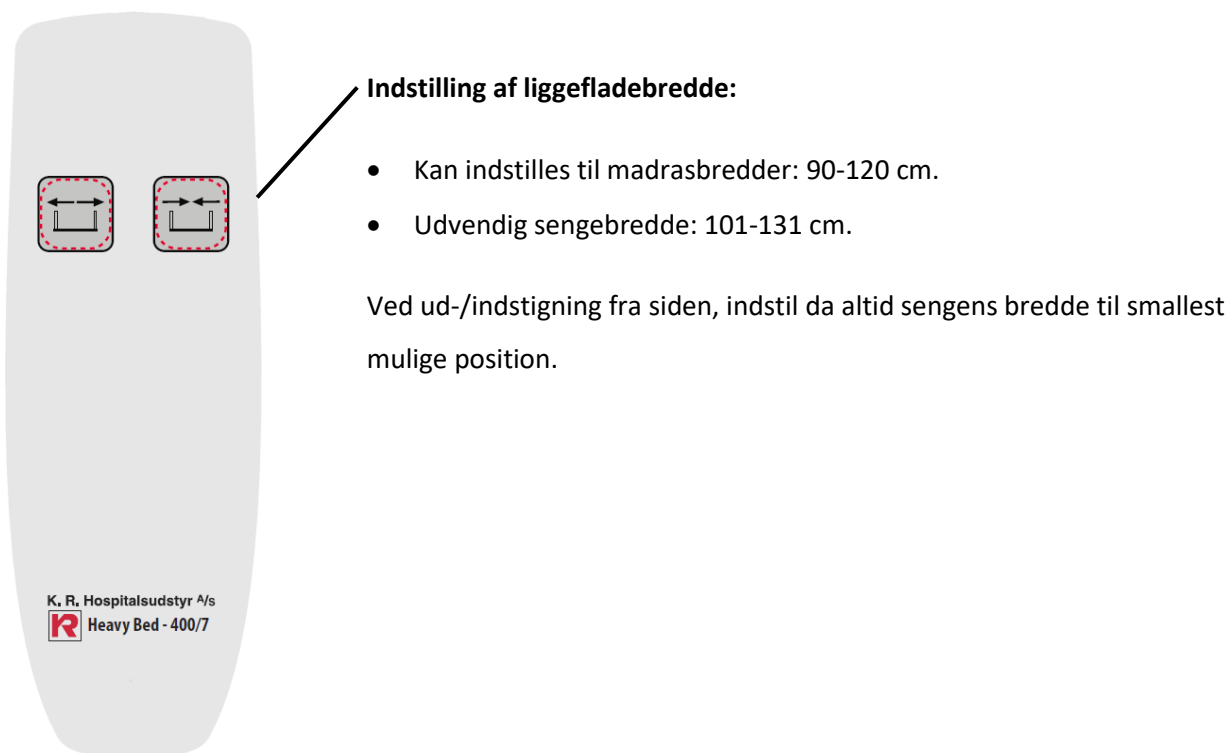 Indstilling af liggefladebredde:
• Kan indstilles til madrasbredder: 90-120 cm.
• Udvendig sengebredde: 101-131 cm.
Ved ud-/indstigning fra siden, indstil da altid sengens bredde til smallest
mulige position.
K. R. Hospitalsudstyr A/s
KR Heavy Bed - 400/7